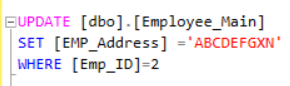 UPDATE [dbo].[Employee_Main]
SET [EMP_Address] ='ABCDEFGXN'
WHERE [Emp_ID]=2